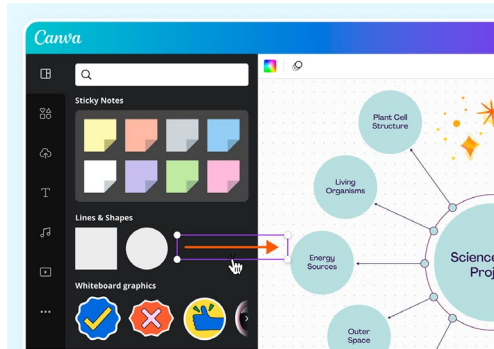 Canva
Sticky Notes
Lines & Shapes
Whiteboard graphics
Plant Cell
Structure
Living
Organisms
Energy
Sources
Outer
Space
Science
Proj